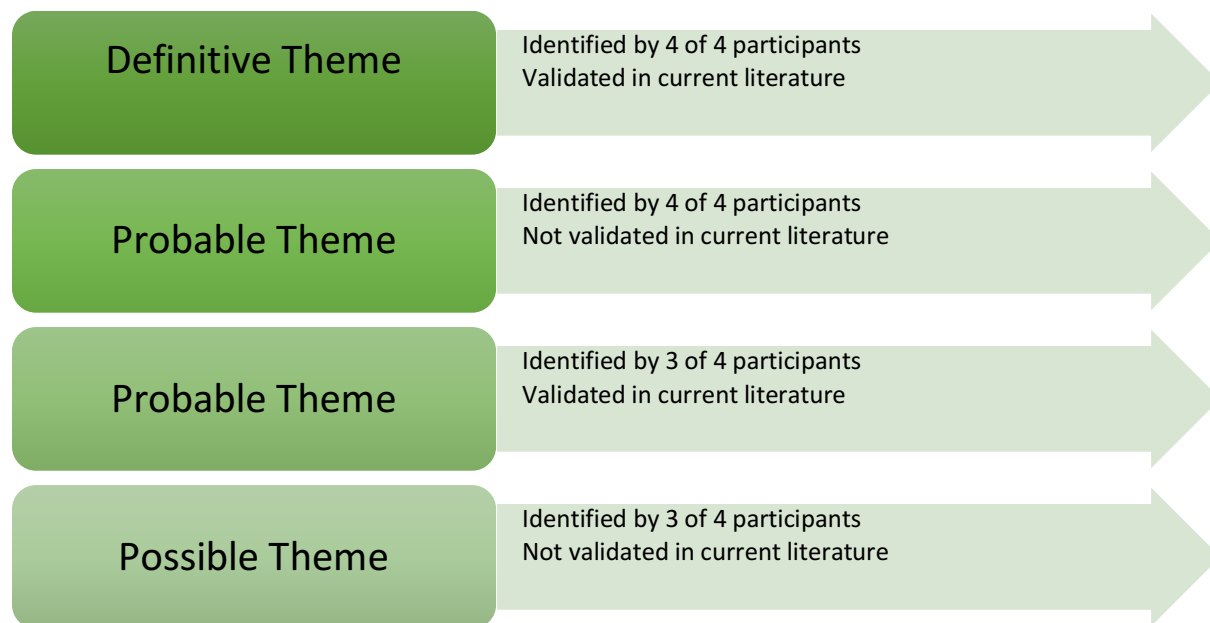 Definitive Theme
Identified by 4 of 4 participants
Validated in current literature
Probable Theme
Identified by 4 of 4 participants
Not validated in current literature
Probable Theme
Identified by 3 of 4 participants
Validated in current literature
Possible Theme
Identified by 3 of 4 participants
Not validated in current literature